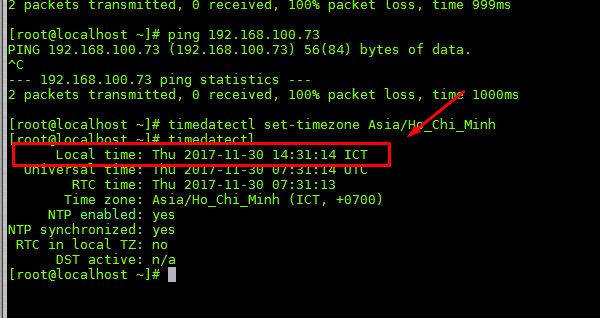 2 packets transmitted, 0 received, 100% packet loss, time 999ms
[root@localhost ~]# ping 192.168.100.73
PING 192.168.100.73 (192.168.100.73) 56(84) bytes of data.
^C
--- 192.168.100.73 ping statistics ---
2 packets transmitted, 0 received, 100% packet loss, time 1000ms
[root@localhost ~]# timedatectl set-timezone Asia/Ho_Chi_Minh
[root@localhost ~]# timedatectl
Local time: Thu 2017-11-30 14:31:14 ICT
Universal time: Thu 2017-11-30 07:31:14 UTC
RTC time: Thu 2017-11-30 07:31:13
Time zone: Asia/Ho_Chi_Minh (ICT, +0700)
NTP enabled: yes
NTP synchronized: yes
RTC in local TZ: no
DST active: n/a
[root@localhost ~]#